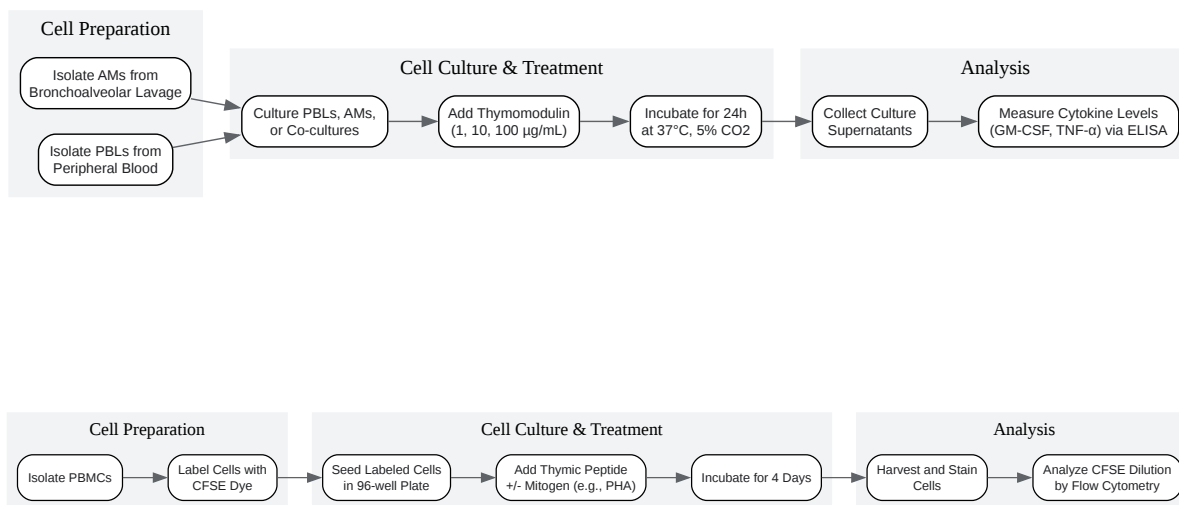 Cell Preparation
Isolate AMs from
Bronchoalveolar Lavage
Isolate PBLs from
Peripheral Blood
Cell Culture & Treatment
Culture PBLs, AMs,
or Co-cultures
Add Thymomodulin
(1, 10, 100 µg/mL)
Incubate for 24h
at 37°C, 5% CO2
Analysis
Collect Culture
Supernatants
Measure Cytokine Levels
(GM-CSF, TNF-α) via ELISA
Cell Preparation
Isolate PBMCs
Label Cells with
CFSE Dye
Cell Culture & Treatment
Seed Labeled Cells
in 96-well Plate
Add Thymic Peptide
+/- Mitogen (e.g., PHA)
Incubate for 4 Days
Analysis
Harvest and Stain
Cells
Analyze CFSE Dilution
by Flow Cytometry